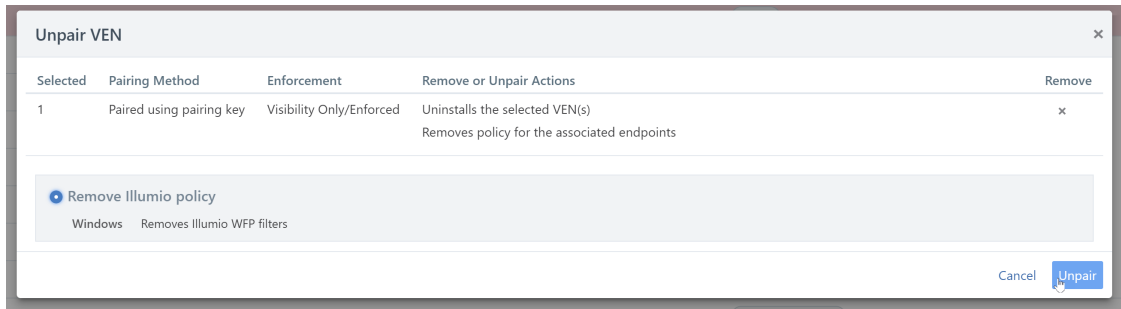 Unpair VEN ×
Selected Pairing Method Enforcement Remove or Unpair Actions Remove
1 Paired using pairing key Visibility Only/Enforced Uninstalls the selected VEN(s) ×
Removes policy for the associated endpoints
Remove Illumio policy
Windows Removes Illumio WFP filters
Cancel Unpair